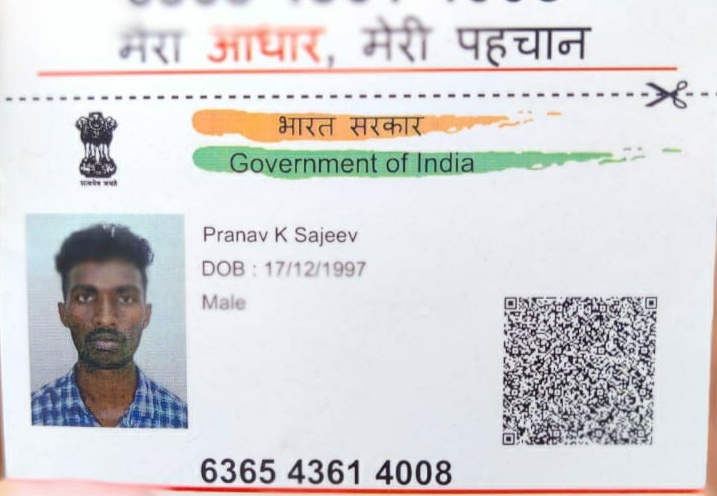 मेरा आधार, मेरी पहचान
सत्यमेव जयते
भारत सरकार
Government of India
Pranav K Sajeev
DOB : 17/12/1997
Male
6365 4361 4008